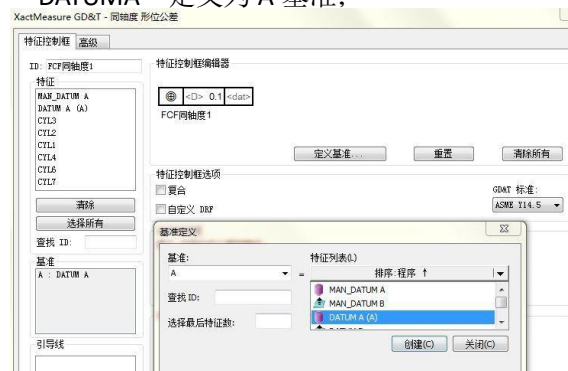 DATUMA 定义为 A 基准；
XactMeasure GD&T - 同轴度 形位公差
特征控制框 高级
ID: FCF同轴度1
特征
MAN_DATUM A
DATUM A (A)
CYL3
CYL2
CYL1
CYL4
CYL6
CYL7
清除
选择所有
查找 ID:
基准
A : DATUM A
引导线
特征控制框编辑器
<D> 0.1 <dat>
FCF同轴度1
定义基准... 重置 清除所有
特征控制框选项
复合
自定义 DRF
GD&T 标准:
ASME Y14.5
基准定义
基准: 特征列表(L)
A = 排序:程序 ↑
查找 ID:
选择最后特征数:
MAN_DATUM A
MAN_DATUM B
DATUM A (A)
创建(C) 关闭(C)